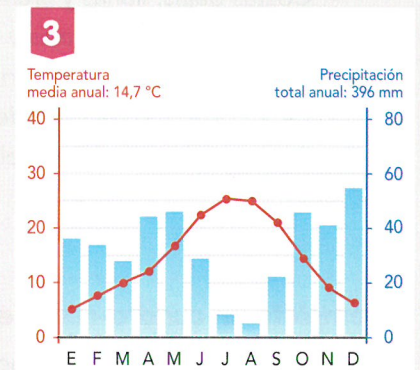 3
Temperatura
media anual: 14,7 °C
Precipitación
total anual: 396 mm
40 80
30 60
20 40
10 20
0 0
E F M A M J J A S O N D